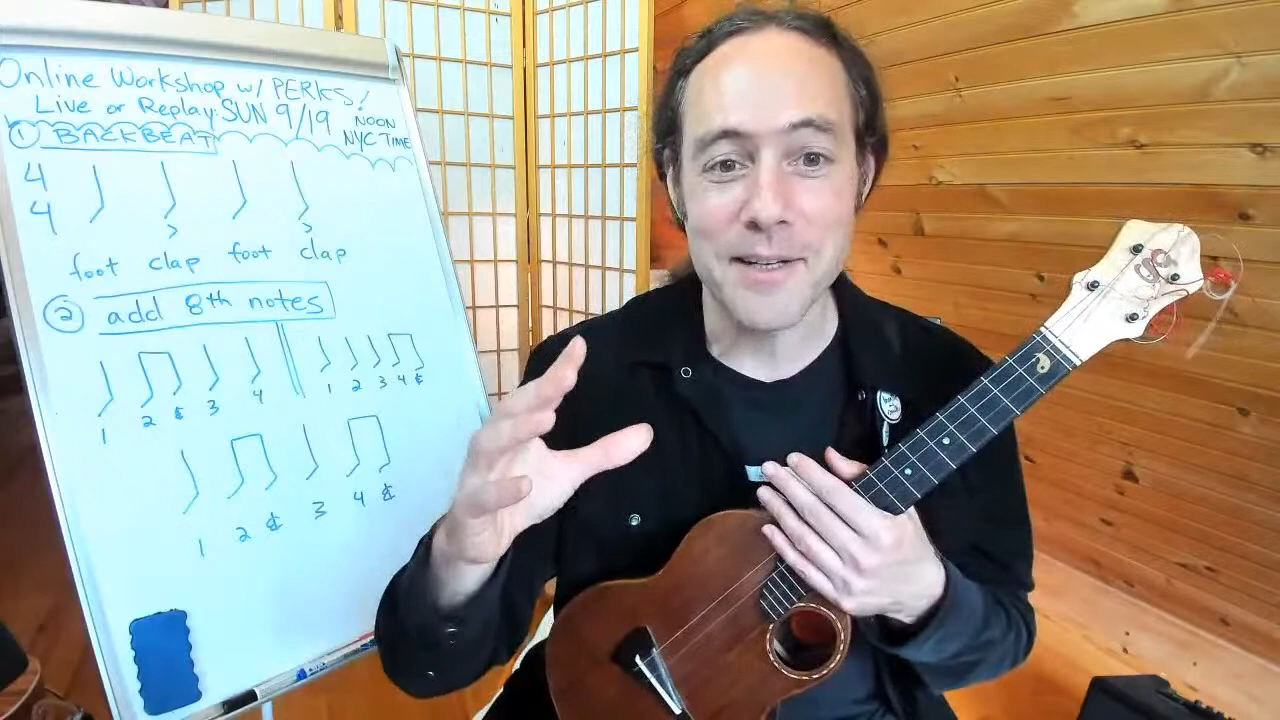 Online Workshop w/ PERKS!
Live or Replay: SUN 9/19 NOON
NYC TIME
① BACKBEAT
4
4
foot clap foot clap
② add 8th notes
1 2 & 3 4 1 2 3 4 &
1 2 & 3 4 &